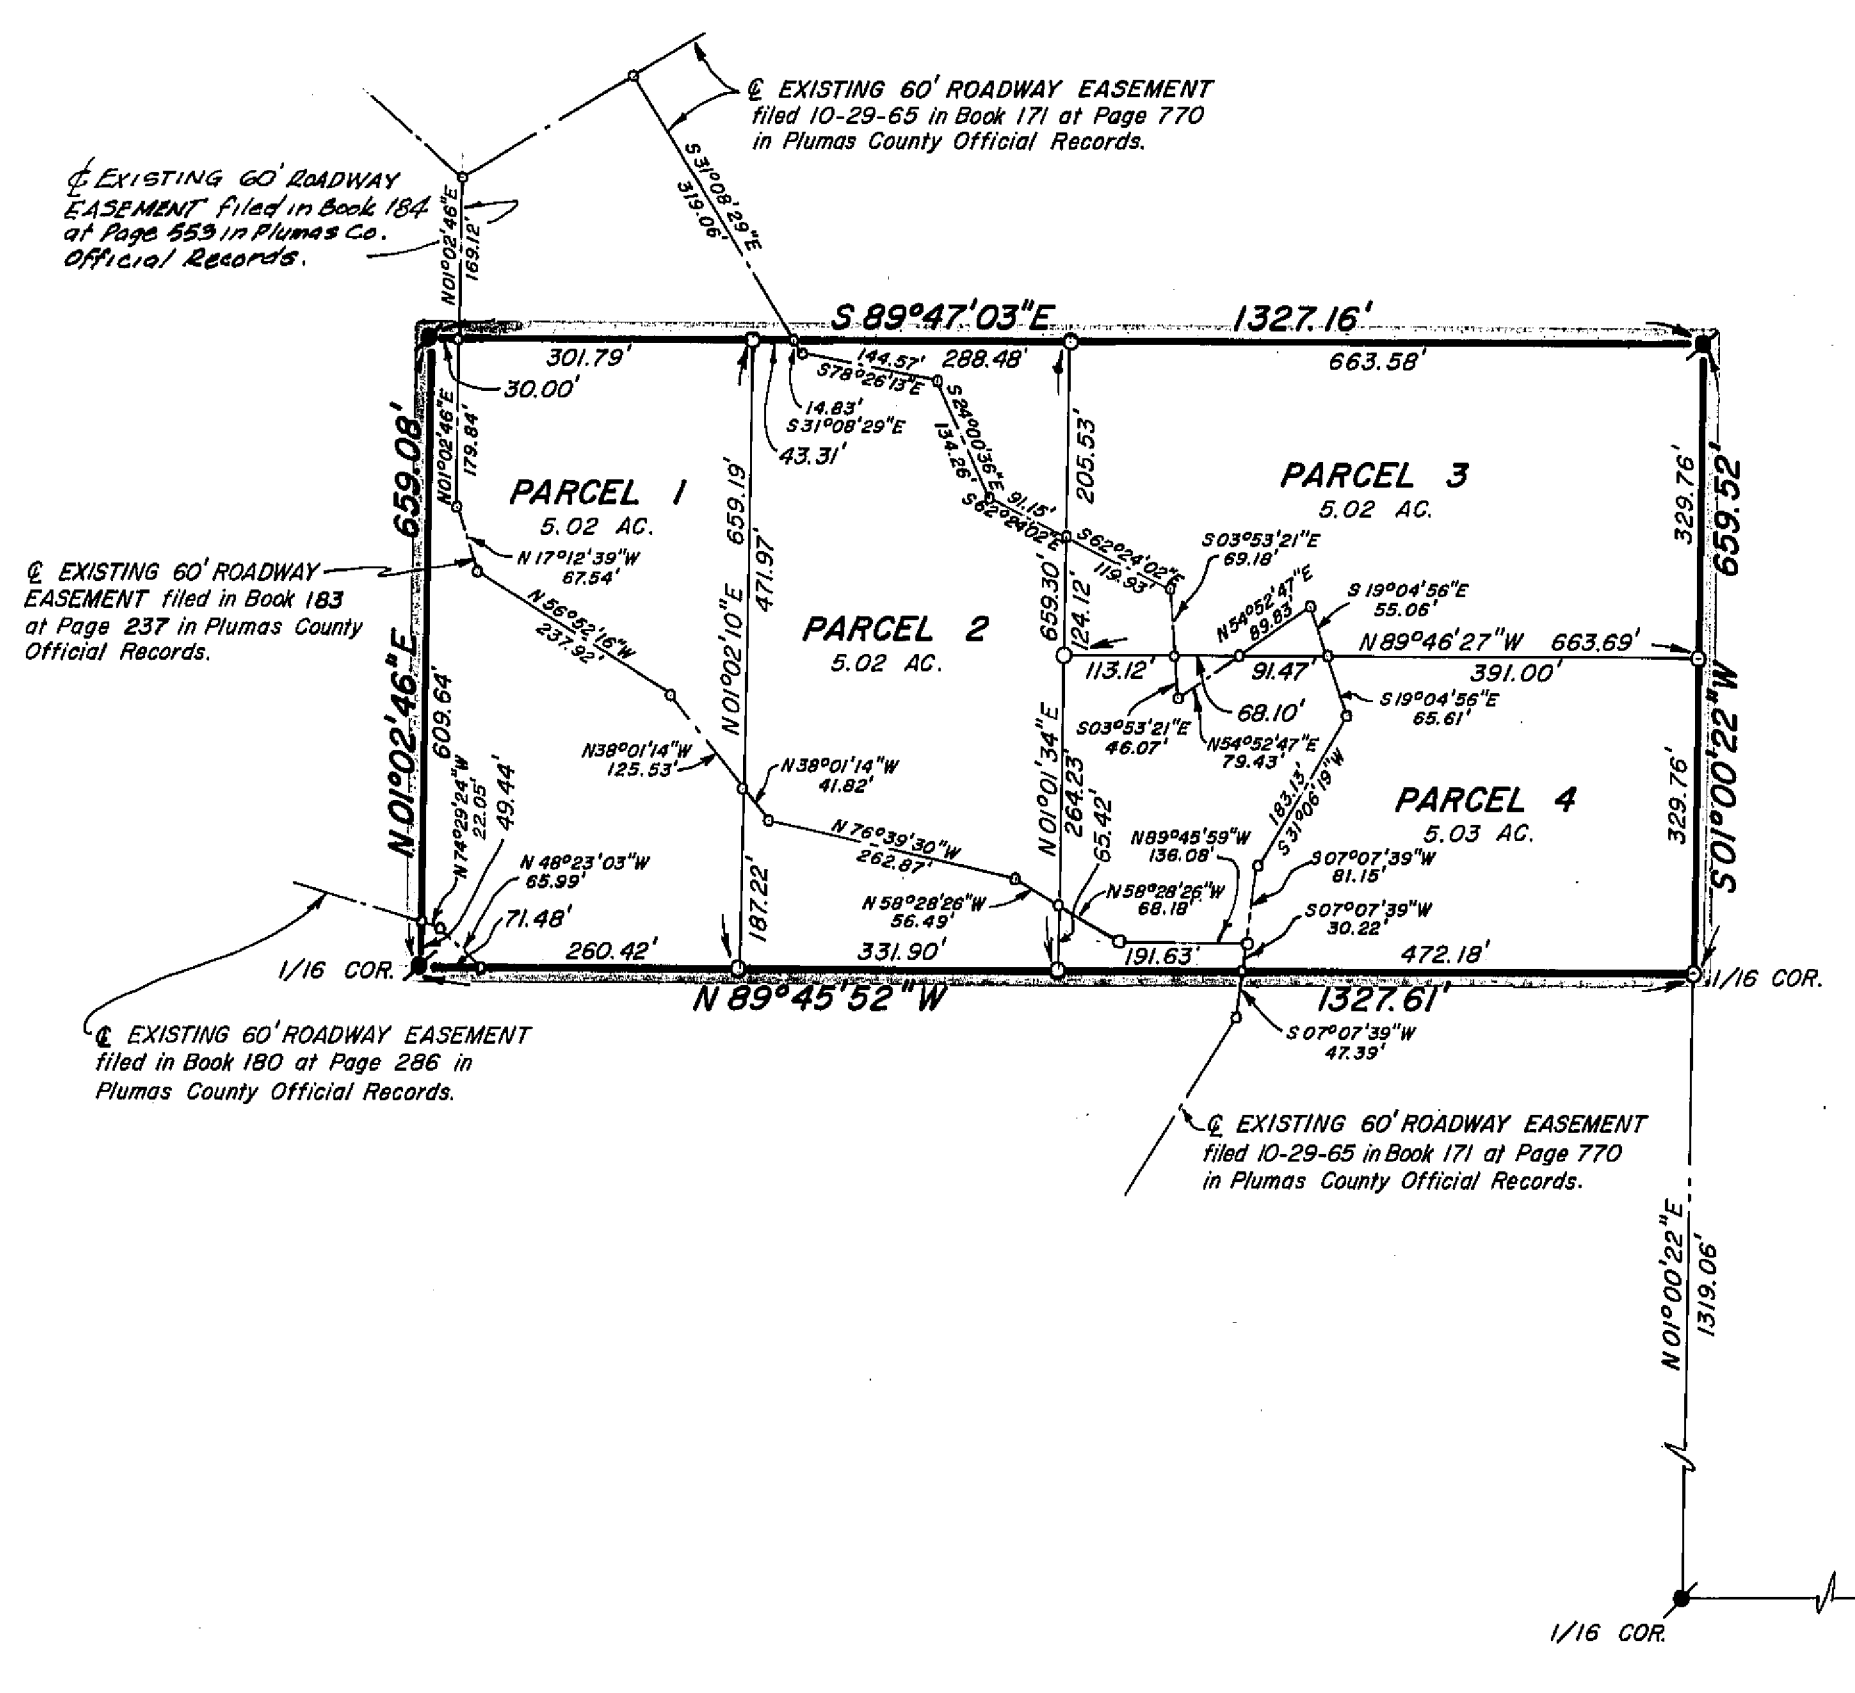 ℄ EXISTING 60' ROADWAY EASEMENT
filed 10-29-65 in Book 171 at Page 770
in Plumas County Official Records.
℄ EXISTING 60' ROADWAY
EASEMENT filed in Book 184
at Page 553 in Plumas Co.
Official Records.
N01°02'46"E
169.12'
S31°08'29"E
319.06'
S 89°47'03"E 1327.16'
301.79'
288.48'
663.58'
30.00'
144.57'
S78°26'13"E
14.83'
S31°08'29"E
43.31'
N01°02'46"E
179.84'
S24°00'36"E
134.26'
91.15'
S62°24'02"E
205.53'
PARCEL 1
5.02 AC.
PARCEL 3
5.02 AC.
329.76'
659.52'
S01°00'22"W
659.08'
N01°02'46"E
609.64'
N01°02'10"E 659.19'
471.97'
N17°12'39"W
67.54'
℄ EXISTING 60' ROADWAY
EASEMENT filed in Book 183
at Page 237 in Plumas County
Official Records.
N56°52'16"W
237.92'
S62°24'02"E
119.93'
S03°53'21"E
69.18'
N54°52'47"E
89.83'
S19°04'56"E
55.06'
PARCEL 2
5.02 AC.
N01°01'34"E 659.30'
124.12'
N89°46'27"W 663.69'
113.12'
91.47'
391.00'
68.10'
S03°53'21"E
46.07'
N54°52'47"E
79.43'
S19°04'56"E
65.61'
N38°01'14"W
125.53'
N38°01'14"W
41.82'
264.23'
65.42'
183.13'
S31°06'19"W
PARCEL 4
5.03 AC.
329.76'
N74°29'24"W
22.05'
49.44'
N76°39'30"W
262.87'
N89°45'59"W
136.08'
S07°07'39"W
81.15'
N48°23'03"W
65.99'
71.48'
187.22'
N58°28'26"W
56.49'
N58°28'26"W
68.18'
S07°07'39"W
30.22'
1/16 COR.
260.42'
331.90'
191.63'
472.18'
1/16 COR.
N 89°45'52"W 1327.61'
S07°07'39"W
47.39'
℄ EXISTING 60' ROADWAY EASEMENT
filed in Book 180 at Page 286 in
Plumas County Official Records.
℄ EXISTING 60' ROADWAY EASEMENT
filed 10-29-65 in Book 171 at Page 770
in Plumas County Official Records.
N01°00'22"E
1319.06'
1/16 COR.